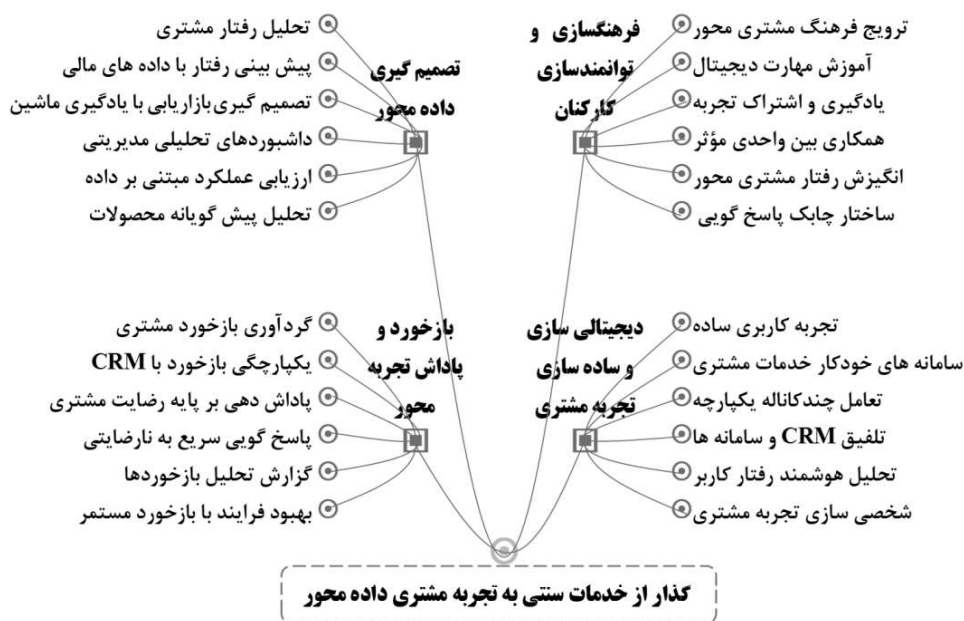 فرهنگسازی و
توانمندسازی
کارکنان
ترویج فرهنگ مشتری محور
آموزش مهارت دیجیتال
یادگیری و اشتراک تجربه
همکاری بین واحدی مؤثر
انگیزش رفتار مشتری محور
ساختار چابک پاسخ گویی
تصمیم گیری
داده محور
تحلیل رفتار مشتری
پیش بینی رفتار با داده های مالی
تصمیم گیری بازاریابی با یادگیری ماشین
داشبوردهای تحلیلی مدیریتی
ارزیابی عملکرد مبتنی بر داده
تحلیل پیش گویانه محصولات
دیجیتالی سازی
و ساده سازی
تجربه مشتری
تجربه کاربری ساده
سامانه های خودکار خدمات مشتری
تعامل چندکاناله یکپارچه
تلفیق CRM و سامانه ها
تحلیل هوشمند رفتار کاربر
شخصی سازی تجربه مشتری
بازخورد و
پاداش تجربه
محور
گردآوری بازخورد مشتری
یکپارچگی بازخورد با CRM
پاداش دهی بر پایه رضایت مشتری
پاسخ گویی سریع به نارضایتی
گزارش تحلیل بازخوردها
بهبود فرایند با بازخورد مستمر
گذار از خدمات سنتی به تجربه مشتری داده محور